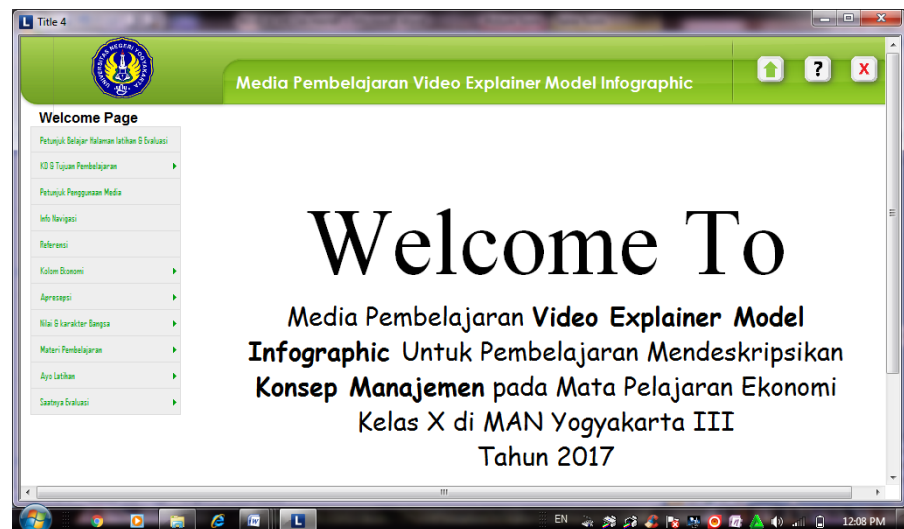 Title 4
UNIVERSITAS NEGERI YOGYAKARTA
Media Pembelajaran Video Explainer Model Infographic
?
X
Welcome Page
Petunjuk Belajar Halaman latihan & Evaluasi
KD & Tujuan Pembelajaran
Petunjuk Penggunaan Media
Info Navigasi
Referensi
Kolom Ekonomi
Apresepsi
Nilai & karakter Bangsa
Materi Pembelajaran
Ayo Latihan
Saatnya Evaluasi
Welcome To
Media Pembelajaran Video Explainer Model
Infographic Untuk Pembelajaran Mendeskripsikan
Konsep Manajemen pada Mata Pelajaran Ekonomi
Kelas X di MAN Yogyakarta III
Tahun 2017
EN
12:08 PM